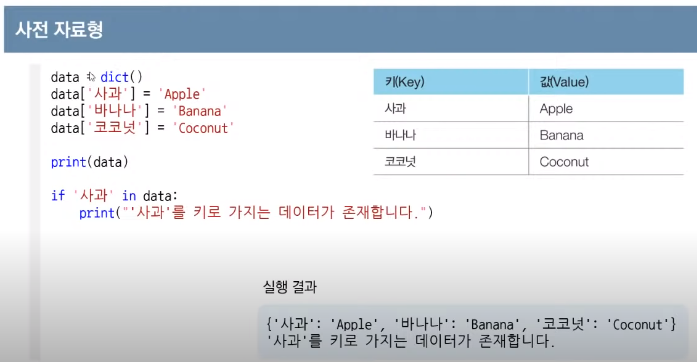 사전 자료형
data = dict()
data['사과'] = 'Apple'
data['바나나'] = 'Banana'
data['코코넛'] = 'Coconut'
print(data)
if '사과' in data:
print("'사과'를 키로 가지는 데이터가 존재합니다.")
키(Key) 값(Value)
사과 Apple
바나나 Banana
코코넛 Coconut
실행 결과
{'사과': 'Apple', '바나나': 'Banana', '코코넛': 'Coconut'}
'사과'를 키로 가지는 데이터가 존재합니다.